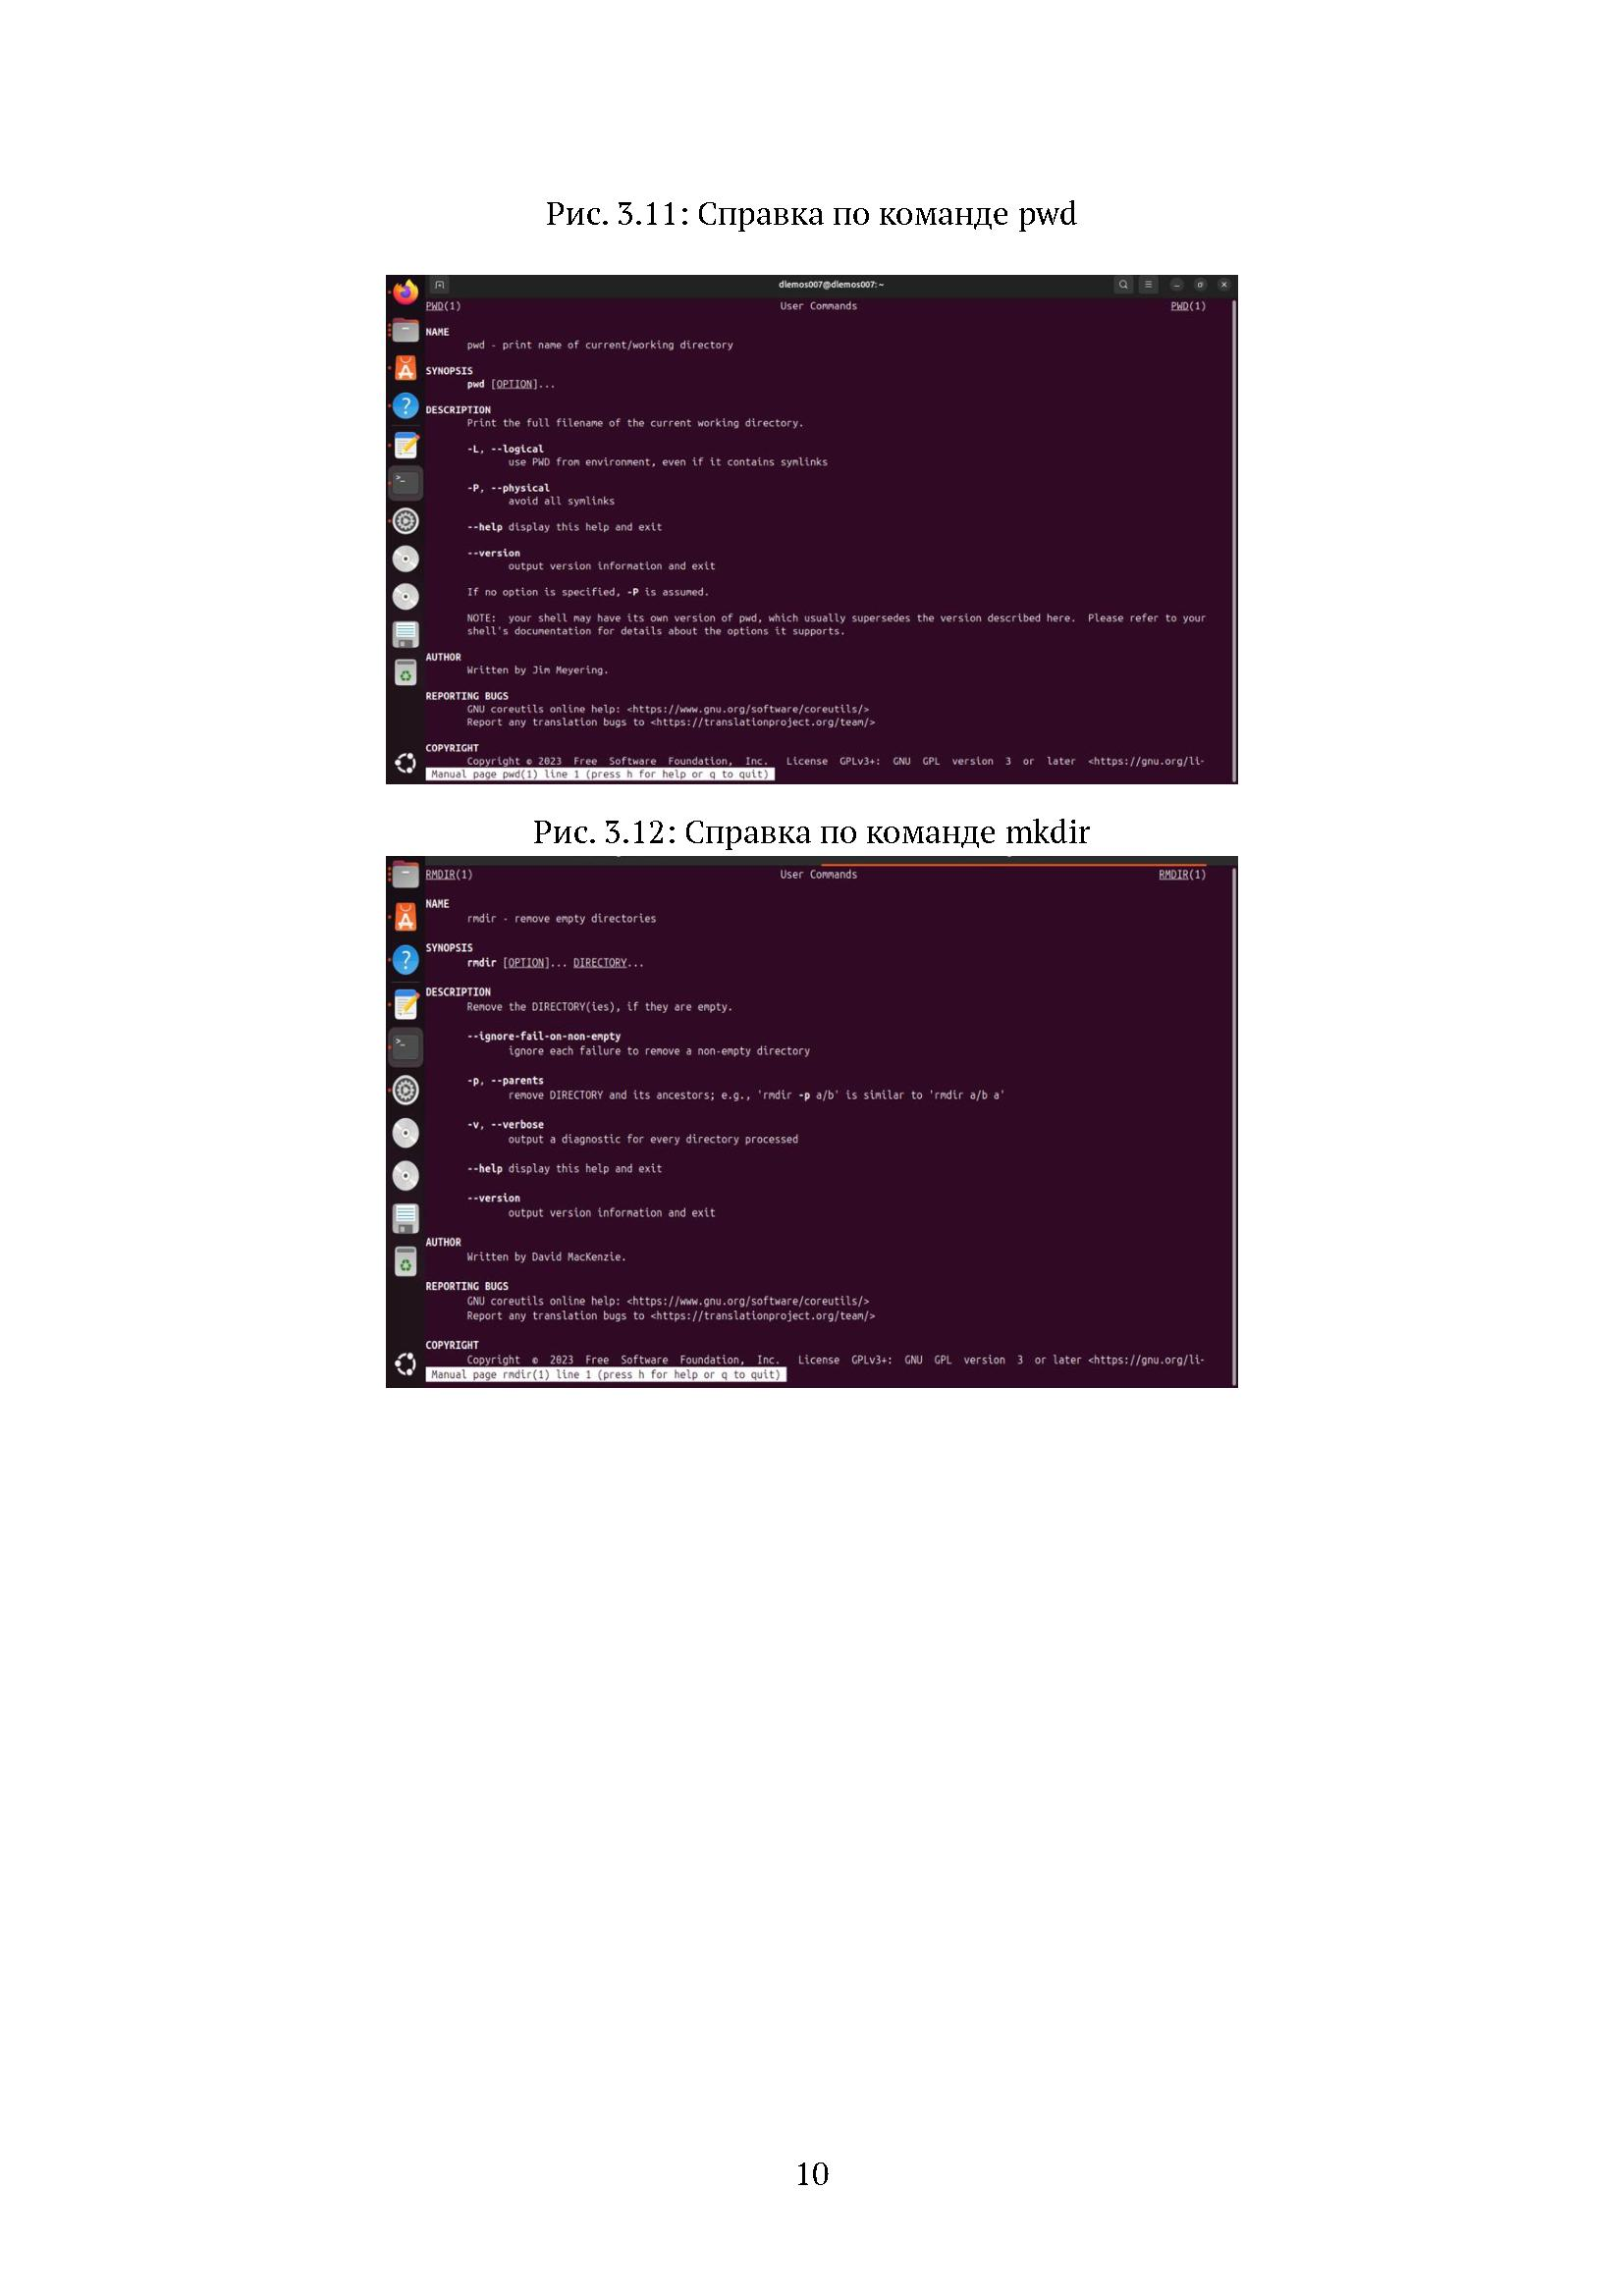 Рис. 3.11: Справка по команде pwd
dlemos007@dlemos007: ~
PWD(1) User Commands PWD(1)
NAME
pwd - print name of current/working directory
SYNOPSIS
pwd [OPTION]...
DESCRIPTION
Print the full filename of the current working directory.
-L, --logical
use PWD from environment, even if it contains symlinks
-P, --physical
avoid all symlinks
--help display this help and exit
--version
output version information and exit
If no option is specified, -P is assumed.
NOTE: your shell may have its own version of pwd, which usually supersedes the version described here. Please refer to your
shell's documentation for details about the options it supports.
AUTHOR
Written by Jim Meyering.
REPORTING BUGS
GNU coreutils online help: <https://www.gnu.org/software/coreutils/>
Report any translation bugs to <https://translationproject.org/team/>
COPYRIGHT
Copyright © 2023 Free Software Foundation, Inc. License GPLv3+: GNU GPL version 3 or later <https://gnu.org/li-
Manual page pwd(1) line 1 (press h for help or q to quit)
Рис. 3.12: Справка по команде mkdir
RMDIR(1) User Commands RMDIR(1)
NAME
rmdir - remove empty directories
SYNOPSIS
rmdir [OPTION]... DIRECTORY...
DESCRIPTION
Remove the DIRECTORY(ies), if they are empty.
--ignore-fail-on-non-empty
ignore each failure to remove a non-empty directory
-p, --parents
remove DIRECTORY and its ancestors; e.g., 'rmdir -p a/b' is similar to 'rmdir a/b a'
-v, --verbose
output a diagnostic for every directory processed
--help display this help and exit
--version
output version information and exit
AUTHOR
Written by David MacKenzie.
REPORTING BUGS
GNU coreutils online help: <https://www.gnu.org/software/coreutils/>
Report any translation bugs to <https://translationproject.org/team/>
COPYRIGHT
Copyright © 2023 Free Software Foundation, Inc. License GPLv3+: GNU GPL version 3 or later <https://gnu.org/li-
Manual page rmdir(1) line 1 (press h for help or q to quit)
10